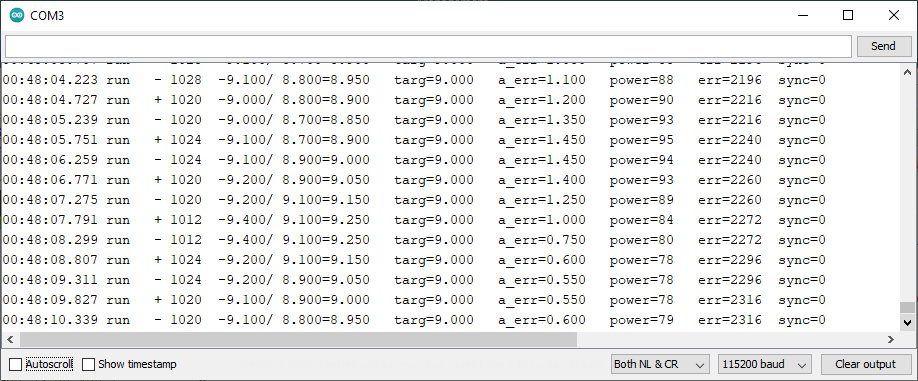 COM3
Send
00:48:04.223 run - 1028 -9.100/ 8.800=8.950 targ=9.000 a_err=1.100 power=88 err=2196 sync=0
00:48:04.727 run + 1020 -9.000/ 8.800=8.900 targ=9.000 a_err=1.200 power=90 err=2216 sync=0
00:48:05.239 run - 1020 -9.000/ 8.700=8.850 targ=9.000 a_err=1.350 power=93 err=2216 sync=0
00:48:05.751 run + 1024 -9.100/ 8.700=8.900 targ=9.000 a_err=1.450 power=95 err=2240 sync=0
00:48:06.259 run - 1024 -9.100/ 8.900=9.000 targ=9.000 a_err=1.450 power=94 err=2240 sync=0
00:48:06.771 run + 1020 -9.200/ 8.900=9.050 targ=9.000 a_err=1.400 power=93 err=2260 sync=0
00:48:07.275 run - 1020 -9.200/ 9.100=9.150 targ=9.000 a_err=1.250 power=89 err=2260 sync=0
00:48:07.791 run + 1012 -9.400/ 9.100=9.250 targ=9.000 a_err=1.000 power=84 err=2272 sync=0
00:48:08.299 run - 1012 -9.400/ 9.100=9.250 targ=9.000 a_err=0.750 power=80 err=2272 sync=0
00:48:08.807 run + 1024 -9.200/ 9.100=9.150 targ=9.000 a_err=0.600 power=78 err=2296 sync=0
00:48:09.311 run - 1024 -9.200/ 8.900=9.050 targ=9.000 a_err=0.550 power=78 err=2296 sync=0
00:48:09.827 run + 1020 -9.100/ 8.900=9.000 targ=9.000 a_err=0.550 power=78 err=2316 sync=0
00:48:10.339 run - 1020 -9.100/ 8.800=8.950 targ=9.000 a_err=0.600 power=79 err=2316 sync=0
Autoscroll Show timestamp Both NL & CR 115200 baud Clear output